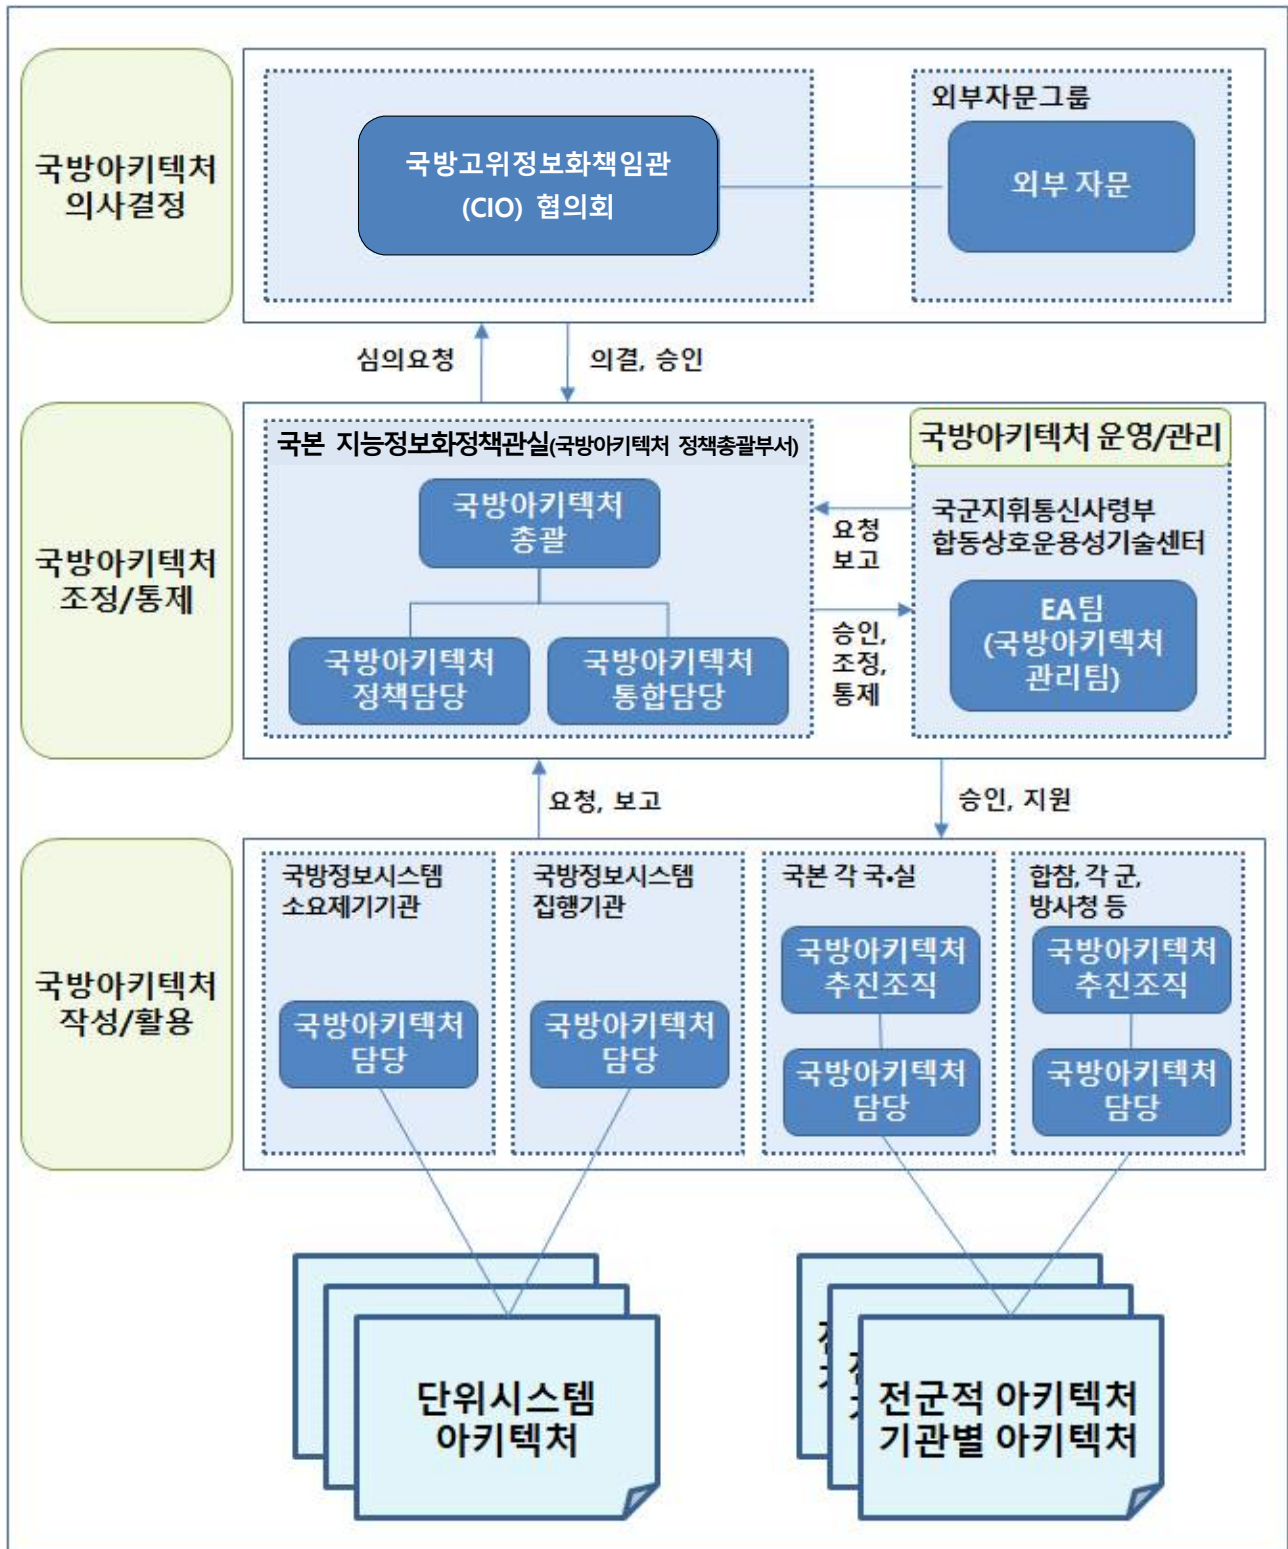 국방아키텍처
의사결정
국방고위정보화책임관
(CIO) 협의회
외부자문그룹
외부 자문
심의요청
의결, 승인
국방아키텍처
조정/통제
국본 지능정보화정책관실(국방아키텍처 정책총괄부서)
국방아키텍처
총괄
국방아키텍처
정책담당
국방아키텍처
통합담당
요청
보고
승인,
조정,
통제
국방아키텍처 운영/관리
국군지휘통신사령부
합동상호운용성기술센터
EA팀
(국방아키텍처
관리팀)
요청, 보고
승인, 지원
국방아키텍처
작성/활용
국방정보시스템
소요제기기관
국방아키텍처
담당
국방정보시스템
집행기관
국방아키텍처
담당
국본 각 국•실
국방아키텍처
추진조직
국방아키텍처
담당
합참, 각 군,
방사청 등
국방아키텍처
추진조직
국방아키텍처
담당
단위시스템
아키텍처
전군적 아키텍처
기관별 아키텍처